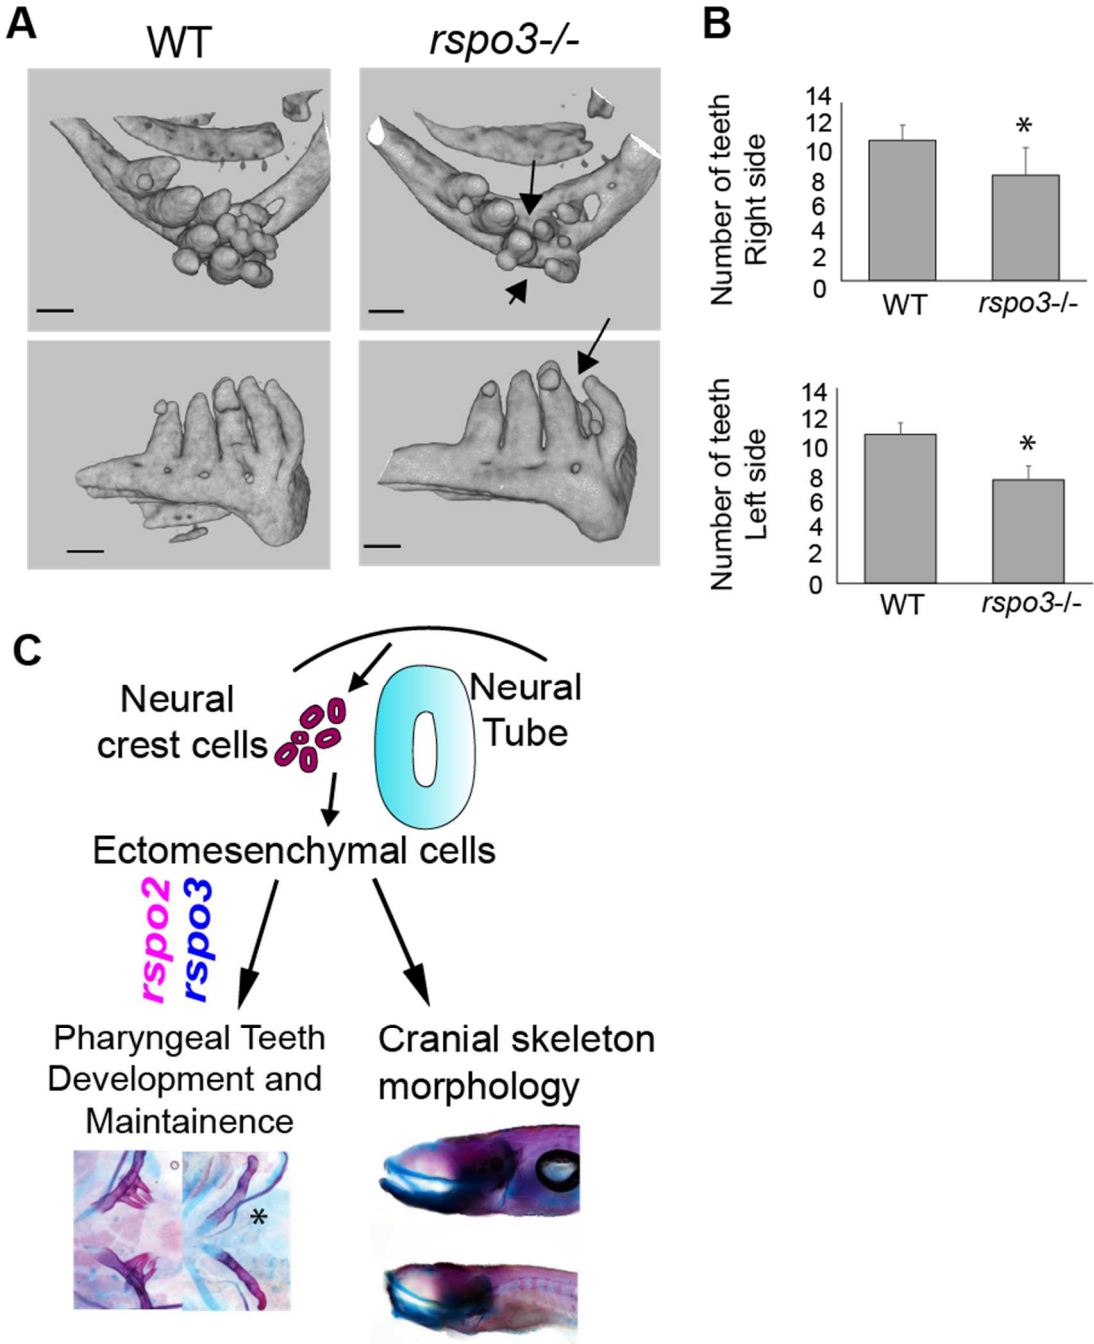 A
WT
rspo3-/-
B
Number of teeth
Right side
14
12
10
8
6
4
2
0
*
WT
rspo3-/-
Number of teeth
Left side
14
12
10
8
6
4
2
0
*
WT
rspo3-/-
C
Neural
crest cells
Neural
Tube
Ectomesenchymal cells
rspo2
rspo3
Pharyngeal Teeth
Development and
Maintainence
*
Cranial skeleton
morphology